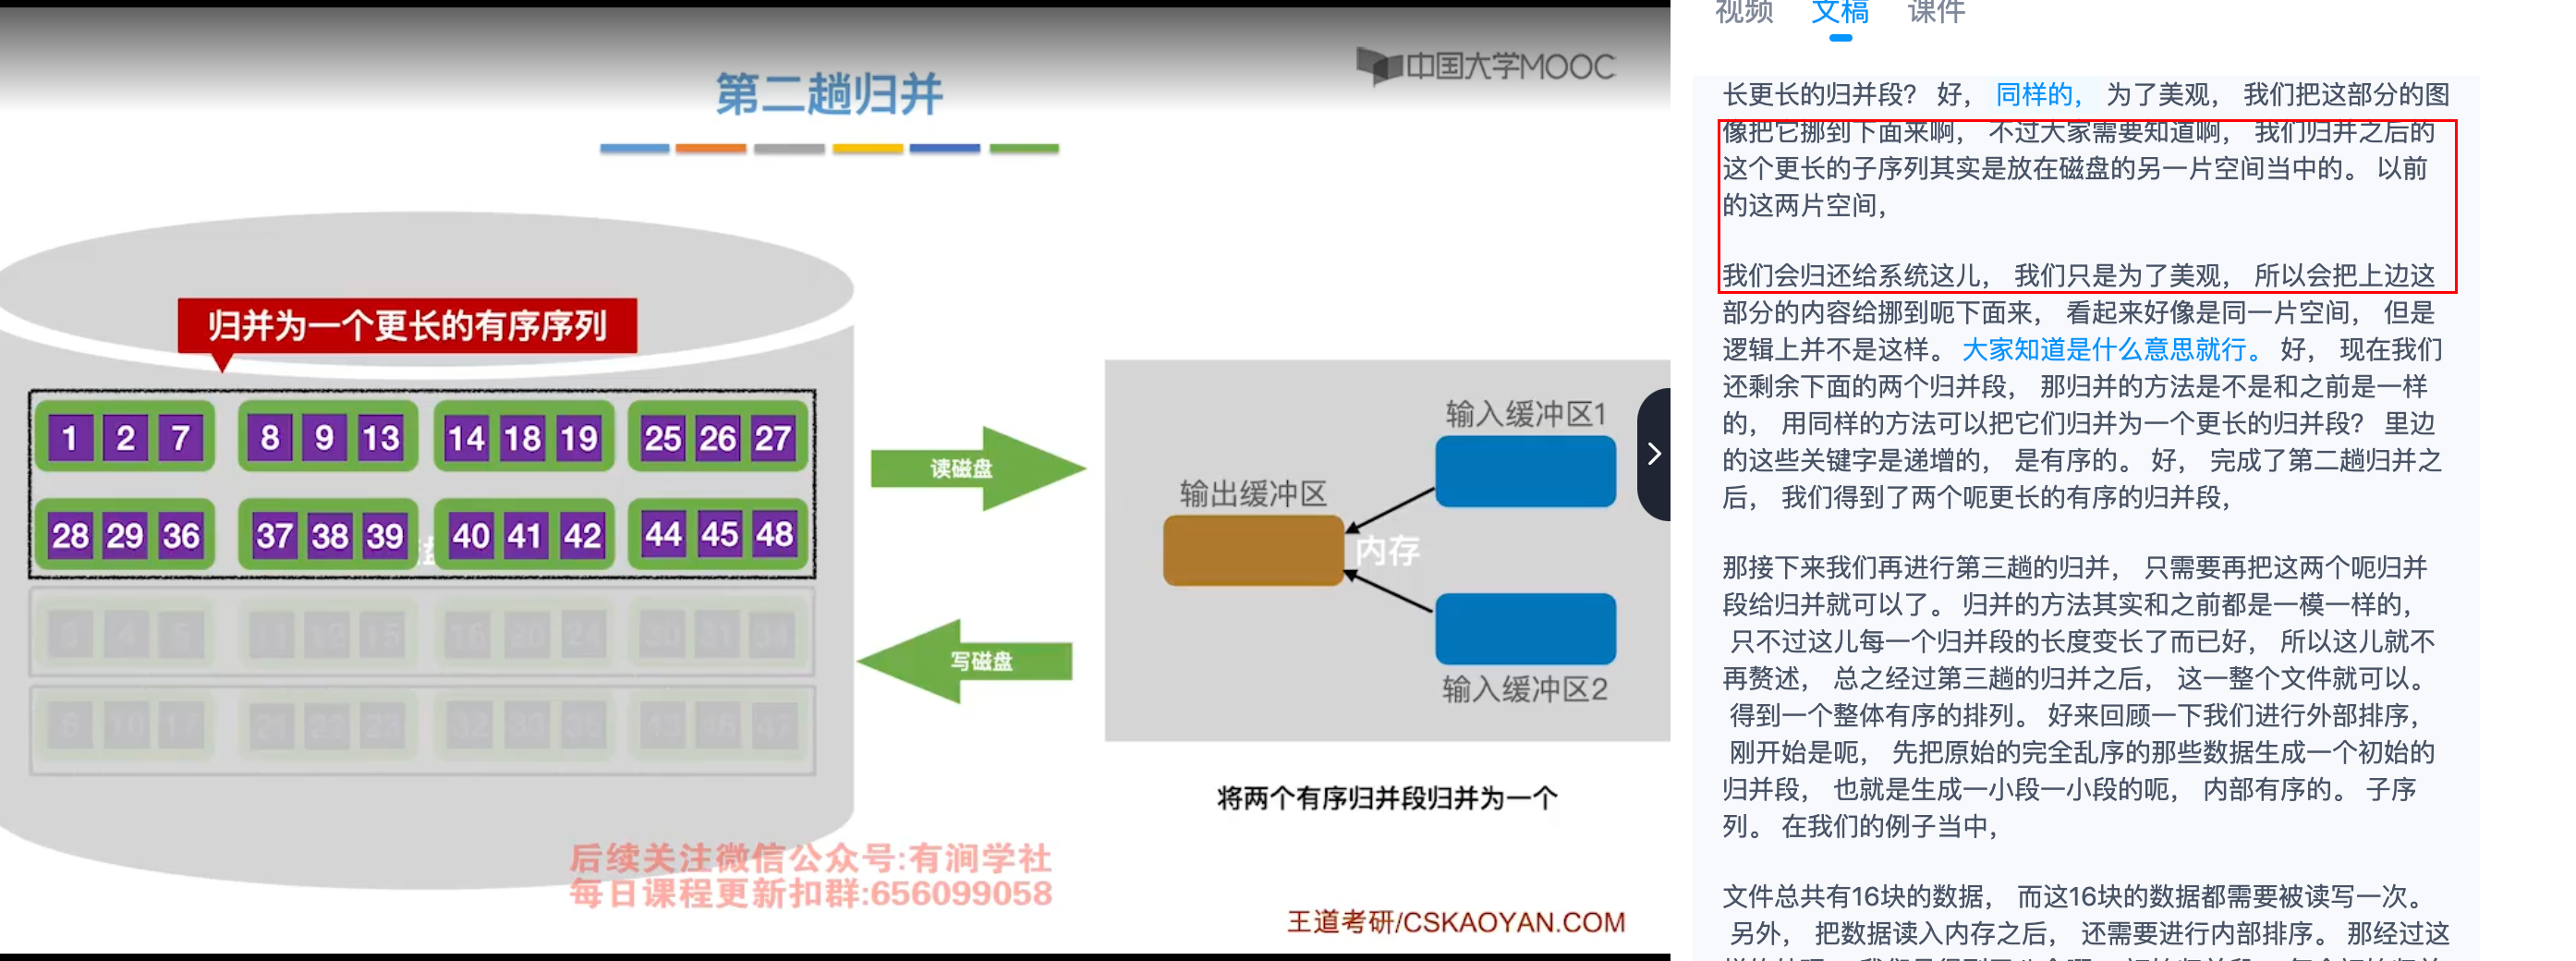 第二趟归并
中国大学MOOC
归并为一个更长的有序序列
1 2 7 8 9 13 14 18 19 25 26 27
28 29 36 37 38 39 40 41 42 44 45 48
读磁盘
写磁盘
输入缓冲区1
输出缓冲区
内存
输入缓冲区2
将两个有序归并段归并为一个
后续关注微信公众号:有涧学社
每日课程更新扣群:656099058
王道考研/CSKAOYAN.COM
视频 文稿 课件
长更长的归并段? 好, 同样的, 为了美观, 我们把这部分的图
像把它挪到下面来啊, 不过大家需要知道啊, 我们归并之后的
这个更长的子序列其实是放在磁盘的另一片空间当中的。 以前
的这两片空间,
我们会归还给系统这儿, 我们只是为了美观, 所以会把上边这
部分的内容给挪到呃下面来, 看起来好像是同一片空间, 但是
逻辑上并不是这样。 大家知道是什么意思就行。 好, 现在我们
还剩余下面的两个归并段, 那归并的方法是不是和之前是一样
的, 用同样的方法可以把它们归并为一个更长的归并段? 里边
的这些关键字是递增的, 是有序的。 好, 完成了第二趟归并之
后, 我们得到了两个呃更长的有序的归并段,
那接下来我们再进行第三趟的归并, 只需要再把这两个呃归并
段给归并就可以了。 归并的方法其实和之前都是一模一样的,
只不过这儿每一个归并段的长度变长了而已好, 所以这儿就不
再赘述, 总之经过第三趟的归并之后, 这一整个文件就可以。
得到一个整体有序的排列。 好来回顾一下我们进行外部排序,
刚开始是呃, 先把原始的完全乱序的那些数据生成一个初始的
归并段, 也就是生成一小段一小段的呃, 内部有序的。 子序
列。 在我们的例子当中,
文件总共有16块的数据, 而这16块的数据都需要被读写一次。
另外, 把数据读入内存之后, 还需要进行内部排序。 那经过这